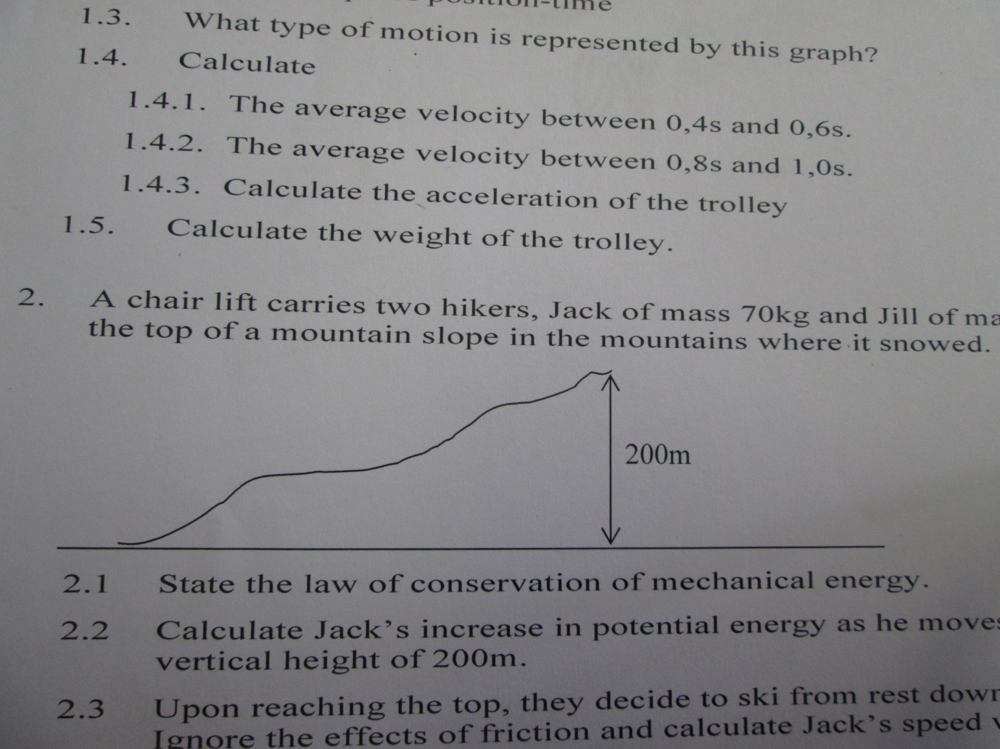 position-time
1.3. What type of motion is represented by this graph?
1.4. Calculate
1.4.1. The average velocity between 0,4s and 0,6s.
1.4.2. The average velocity between 0,8s and 1,0s.
1.4.3. Calculate the acceleration of the trolley
1.5. Calculate the weight of the trolley.
2. A chair lift carries two hikers, Jack of mass 70kg and Jill of ma
the top of a mountain slope in the mountains where it snowed.
200m
2.1 State the law of conservation of mechanical energy.
2.2 Calculate Jack's increase in potential energy as he moves
vertical height of 200m.
2.3 Upon reaching the top, they decide to ski from rest down
Ignore the effects of friction and calculate Jack's speed